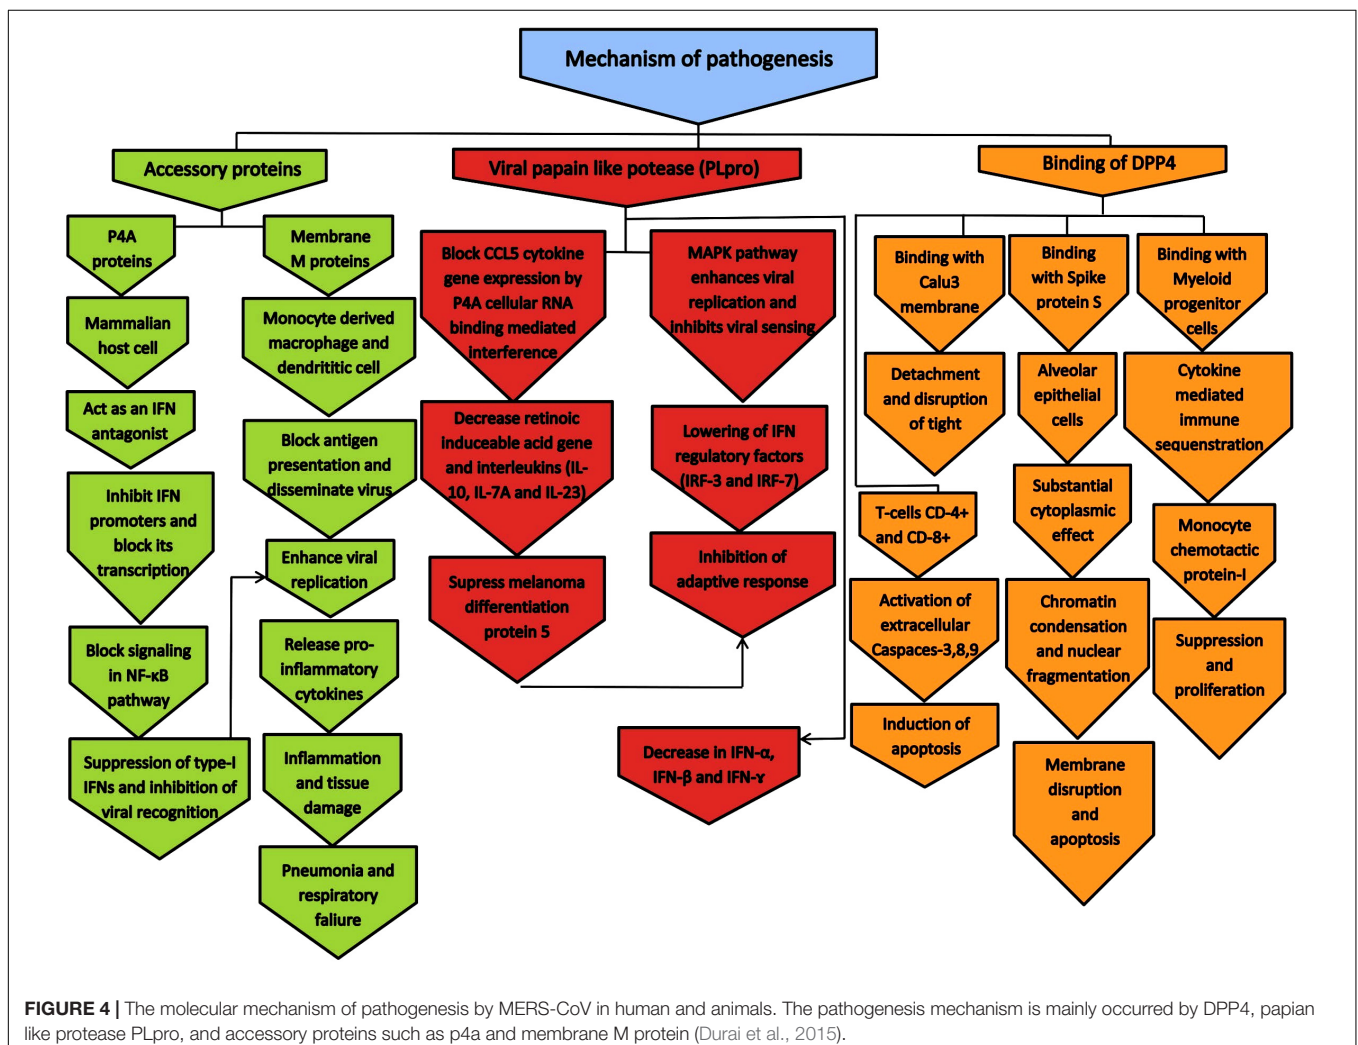 Mechanism of pathogenesis
Accessory proteins
P4A
proteins
Mammalian
host cell
Act as an IFN
antagonist
Inhibit IFN
promoters and
block its
transcription
Block signaling
in NF-κB
pathway
Suppression of type-I
IFNs and inhibition of
viral recognition
Membrane
M proteins
Monocyte derived
macrophage and
dendrititic cell
Block antigen
presentation and
disseminate virus
Enhance viral
replication
Release pro-
inflammatory
cytokines
Inflammation
and tissue
damage
Pneumonia and
respiratory
faliure
Viral papain like potease (PLpro)
Block CCL5 cytokine
gene expression by
P4A cellular RNA
binding mediated
interference
Decrease retinoic
induceable acid gene
and interleukins (IL-
10, IL-7A and IL-23)
Supress melanoma
differentiation
protein 5
MAPK pathway
enhances viral
replication and
inhibits viral sensing
Lowering of IFN
regulatory factors
(IRF-3 and IRF-7)
Inhibition of
adaptive response
Decrease in IFN-α,
IFN-β and IFN-γ
Binding of DPP4
Binding with
Calu3
membrane
Detachment
and disruption
of tight
T-cells CD-4+
and CD-8+
Activation of
extracellular
Caspaces-3,8,9
Induction of
apoptosis
Binding
with Spike
protein S
Alveolar
epithelial
cells
Substantial
cytoplasmic
effect
Chromatin
condensation
and nuclear
fragmentation
Membrane
disruption
and
apoptosis
Binding with
Myeloid
progenitor
cells
Cytokine
mediated
immune
sequenstration
Monocyte
chemotactic
protein-I
Suppression
and
proliferation
FIGURE 4 | The molecular mechanism of pathogenesis by MERS-CoV in human and animals. The pathogenesis mechanism is mainly occurred by DPP4, papian
like protease PLpro, and accessory proteins such as p4a and membrane M protein (Durai et al., 2015).